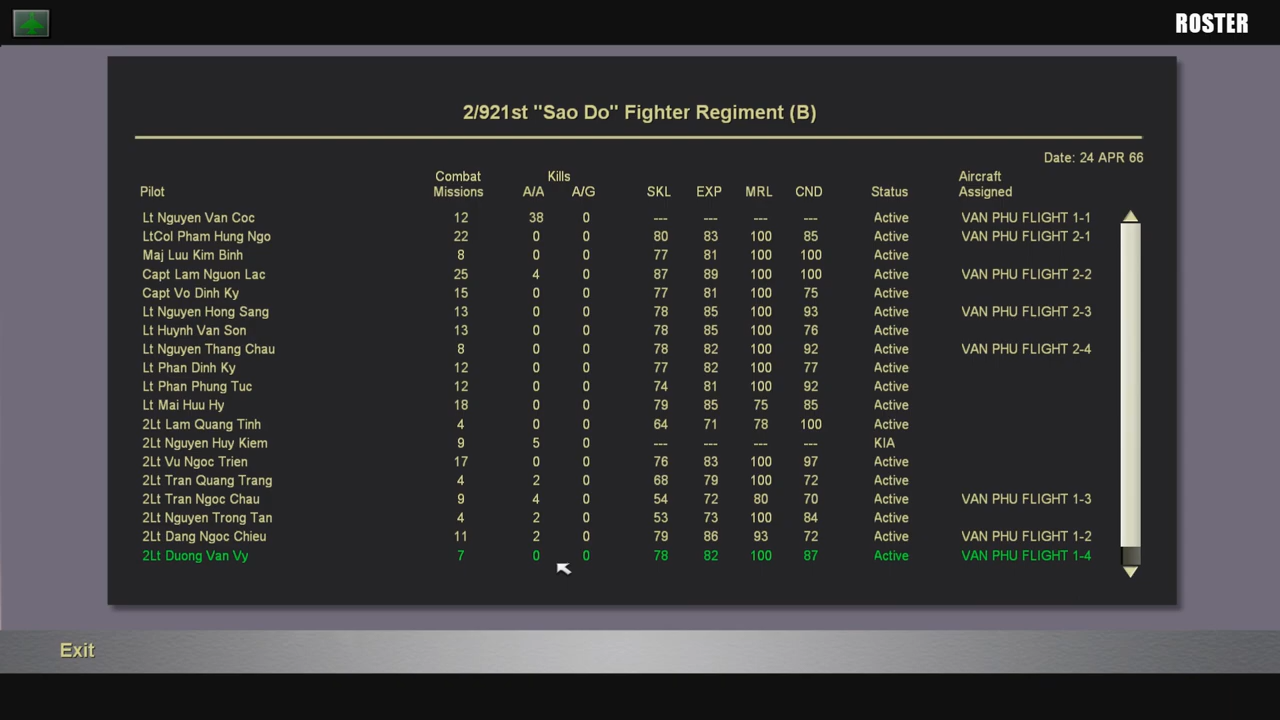 ROSTER
2/921st "Sao Do" Fighter Regiment (B)
Date: 24 APR 66
Combat Kills Aircraft
Pilot Missions A/A A/G SKL EXP MRL CND Status Assigned
Lt Nguyen Van Coc 12 38 0 --- --- --- --- Active VAN PHU FLIGHT 1-1
LtCol Pham Hung Ngo 22 0 0 80 83 100 85 Active VAN PHU FLIGHT 2-1
Maj Luu Kim Binh 8 0 0 77 81 100 100 Active
Capt Lam Nguon Lac 25 4 0 87 89 100 100 Active VAN PHU FLIGHT 2-2
Capt Vo Dinh Ky 15 0 0 77 81 100 75 Active
Lt Nguyen Hong Sang 13 0 0 78 85 100 93 Active VAN PHU FLIGHT 2-3
Lt Huynh Van Son 13 0 0 78 85 100 76 Active
Lt Nguyen Thang Chau 8 0 0 78 82 100 92 Active VAN PHU FLIGHT 2-4
Lt Phan Dinh Ky 12 0 0 77 82 100 77 Active
Lt Phan Phung Tuc 12 0 0 74 81 100 92 Active
Lt Mai Huu Hy 18 0 0 79 85 75 85 Active
2Lt Lam Quang Tinh 4 0 0 64 71 78 100 Active
2Lt Nguyen Huy Kiem 9 5 0 --- --- --- --- KIA
2Lt Vu Ngoc Trien 17 0 0 76 83 100 97 Active
2Lt Tran Quang Trang 4 2 0 68 79 100 72 Active
2Lt Tran Ngoc Chau 9 4 0 54 72 80 70 Active VAN PHU FLIGHT 1-3
2Lt Nguyen Trong Tan 4 2 0 53 73 100 84 Active
2Lt Dang Ngoc Chieu 11 2 0 79 86 93 72 Active VAN PHU FLIGHT 1-2
2Lt Duong Van Vy 7 0 0 78 82 100 87 Active VAN PHU FLIGHT 1-4
Exit